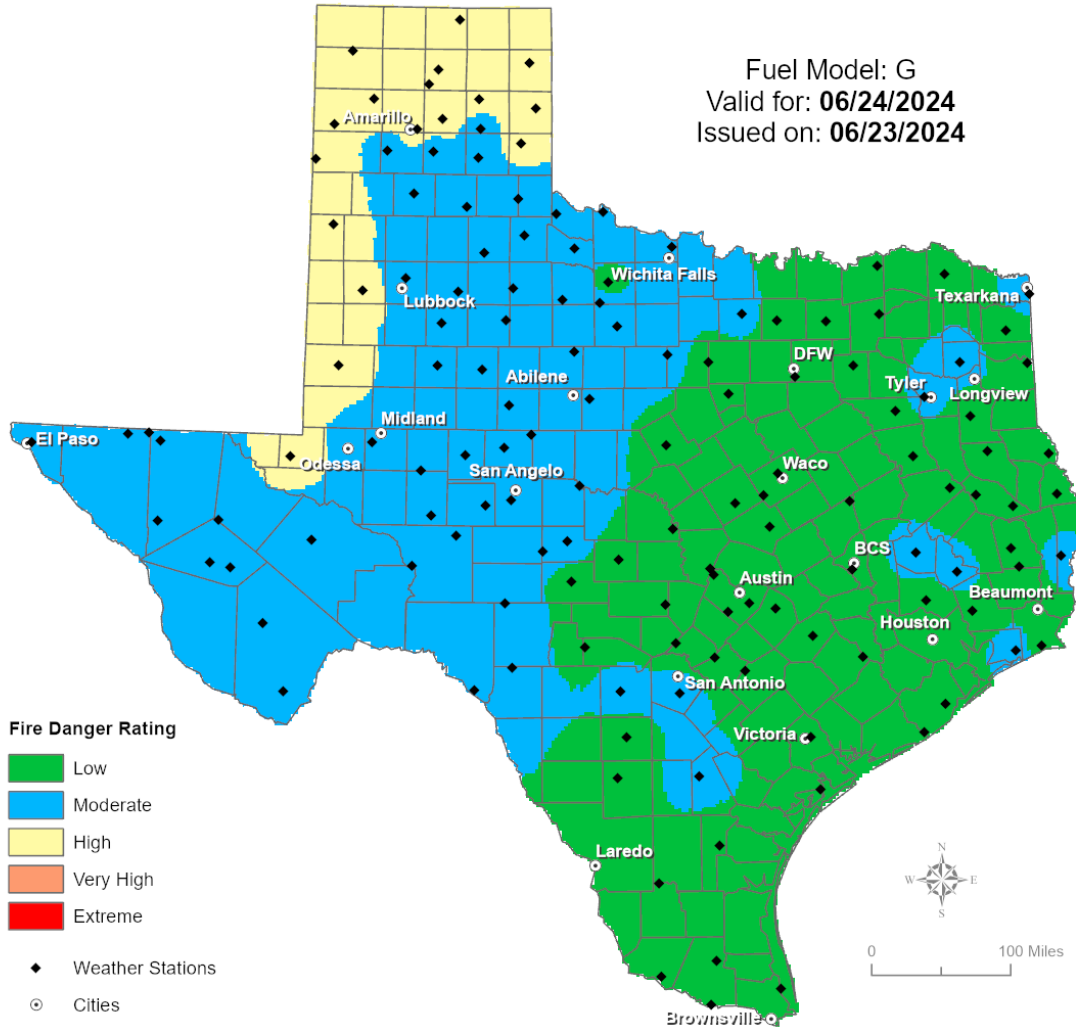 Fuel Model: G
Valid for: 06/24/2024
Issued on: 06/23/2024
Amarillo
Wichita Falls
Lubbock
Texarkana
DFW
Abilene
Tyler
Longview
El Paso
Midland
Odessa
San Angelo
Waco
BCS
Austin
Beaumont
Houston
San Antonio
Victoria
Laredo
Brownsville
Fire Danger Rating
Low
Moderate
High
Very High
Extreme
Weather Stations
Cities
N
W E
S
0 100 Miles